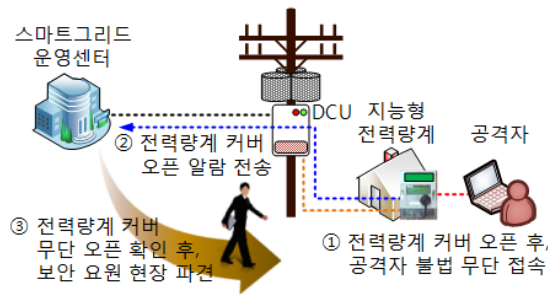 스마트그리드
운영센터
DCU
지능형
전력량계
공격자
② 전력량계 커버
오픈 알람 전송
③ 전력량계 커버
무단 오픈 확인 후,
보안 요원 현장 파견
① 전력량계 커버 오픈 후,
공격자 불법 무단 접속